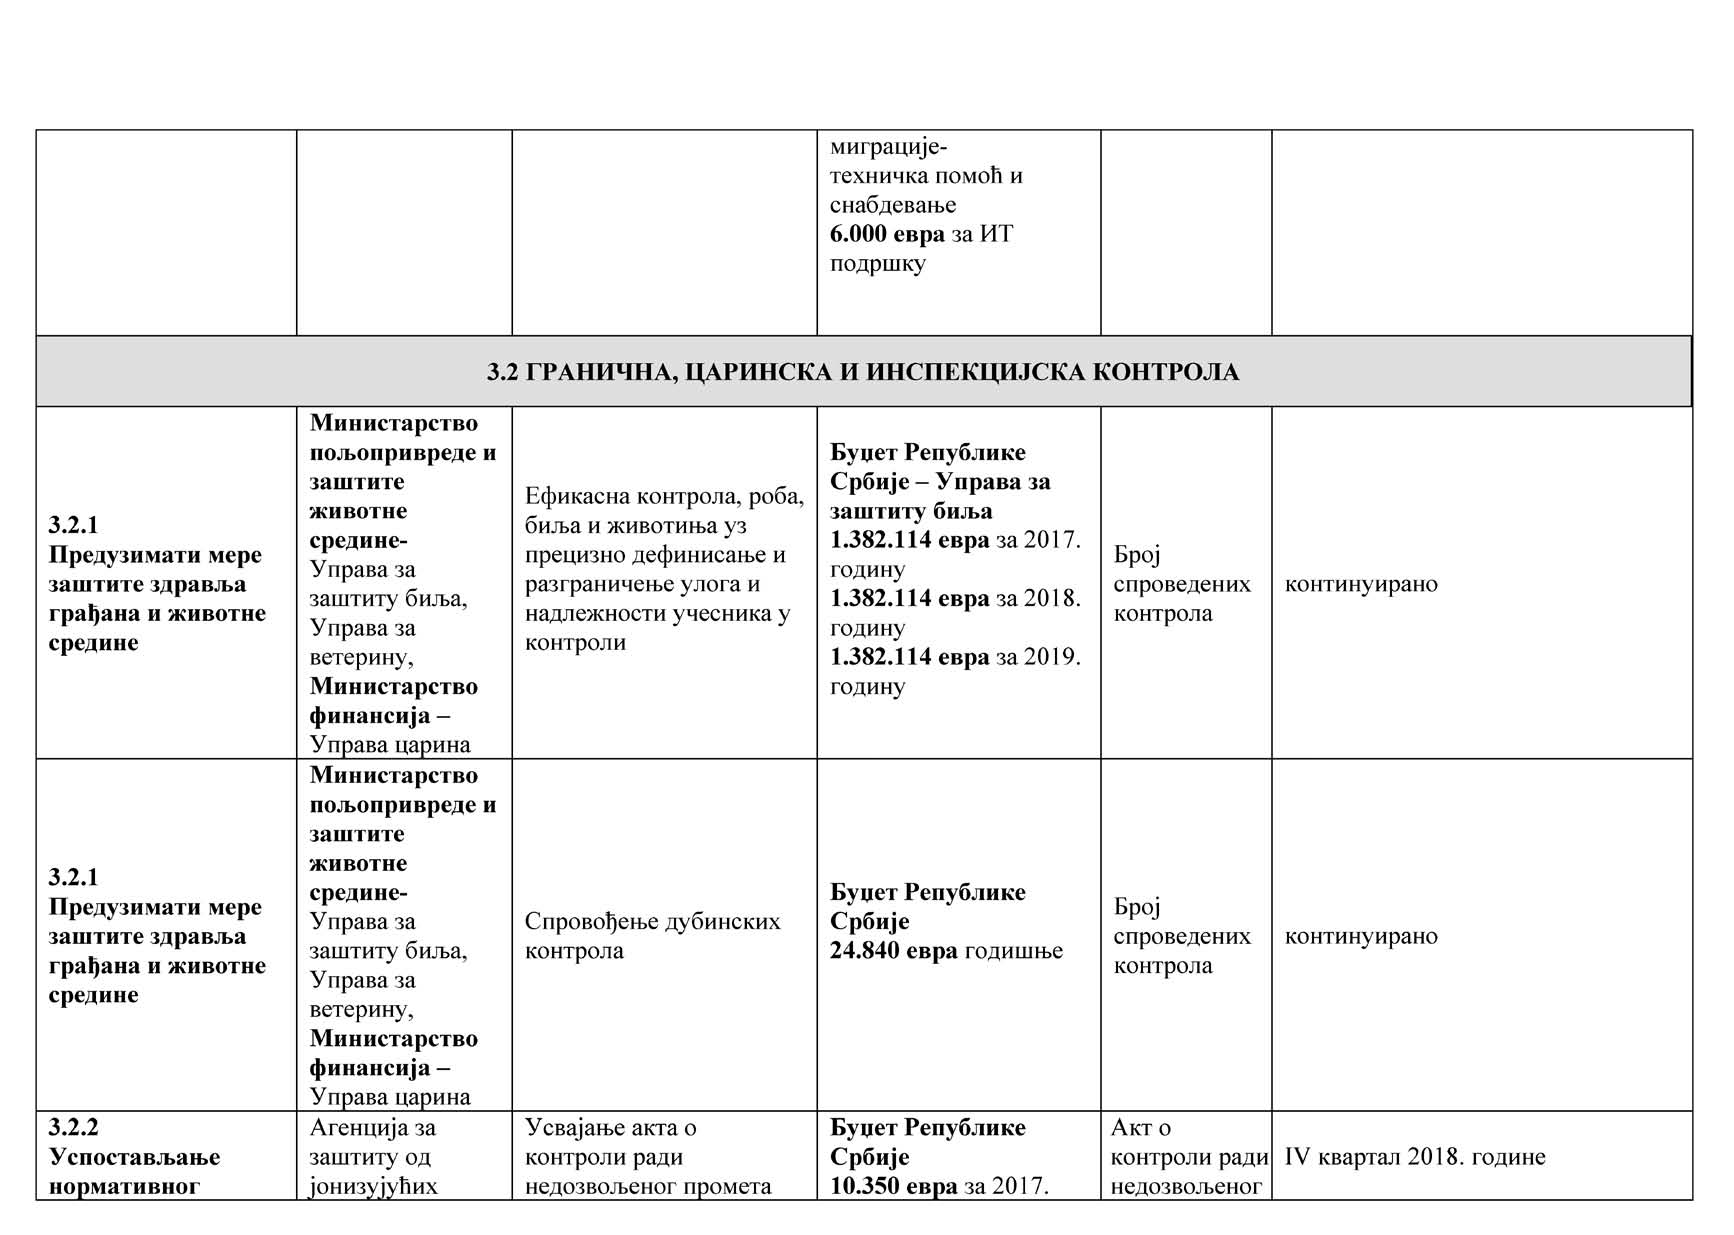 миграције-
техничка помоћ и
снабдевање
6.000 евра за ИТ
подршку
3.2 ГРАНИЧНА, ЦАРИНСКА И ИНСПЕКЦИЈСКА КОНТРОЛА
3.2.1
Предузимати мере
заштите здравља
грађана и животне
средине
Министарство
пољопривреде и
заштите
животне
средине-
Управа за
заштиту биља,
Управа за
ветерину,
Министарство
финансија –
Управа царина
Ефикасна контрола, роба,
биља и животиња уз
прецизно дефинисање и
разграничење улога и
надлежности учесника у
контроли
Буџет Републике
Србије – Управа за
заштиту биља
1.382.114 евра за 2017.
годину
1.382.114 евра за 2018.
годину
1.382.114 евра за 2019.
годину
Број
спроведених
контрола
континуирано
3.2.1
Предузимати мере
заштите здравља
грађана и животне
средине
Министарство
пољопривреде и
заштите
животне
средине-
Управа за
заштиту биља,
Управа за
ветерину,
Министарство
финансија –
Управа царина
Спровођење дубинских
контрола
Буџет Републике
Србије
24.840 евра годишње
Број
спроведених
контрола
континуирано
3.2.2
Успостављање
нормативног
Агенција за
заштиту од
јонизујућих
Усвајање акта о
контроли ради
недозвољеног промета
Буџет Републике
Србије
10.350 евра за 2017.
Акт о
контроли ради
недозвољеног
IV квартал 2018. године